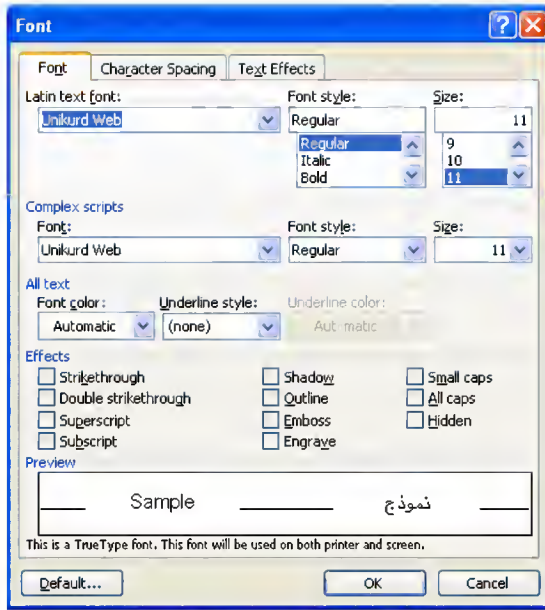 Font
Font Character Spacing Text Effects
Latin text font: Font style: Size:
Unikurd Web Regular 11
Regular 9
Italic 10
Bold 11
Complex scripts
Font: Font style: Size:
Unikurd Web Regular 11
All text
Font color: Underline style: Underline color:
Automatic (none) Automatic
Effects
Strikethrough Shadow Small caps
Double strikethrough Outline All caps
Superscript Emboss Hidden
Subscript Engrave
Preview
Sample نموذج
This is a TrueType font. This font will be used on both printer and screen.
Default... OK Cancel